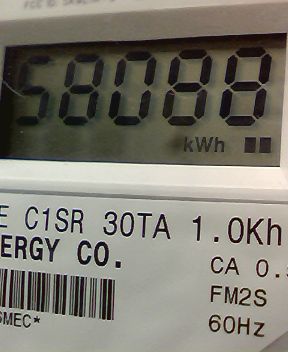 58088
kWh
E C1SR 30TA 1.0Kh
ERGY CO.
CA 0.
FM2S
60Hz
SMEC*